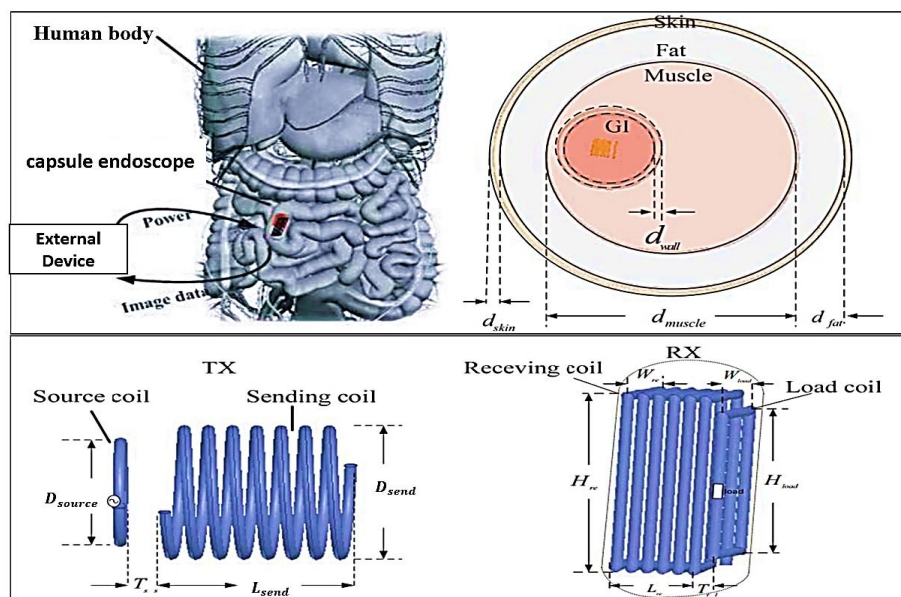 Human body
capsule endoscope
Power
External
Device
Image data
Skin
Fat
Muscle
GI
d_wall
d_skin
d_muscle
d_fat
TX
Source coil
Sending coil
D_source
D_send
T_s s
L_send
RX
Receving coil
W_re
W_load
Load coil
H_re
load
H_load
L_re